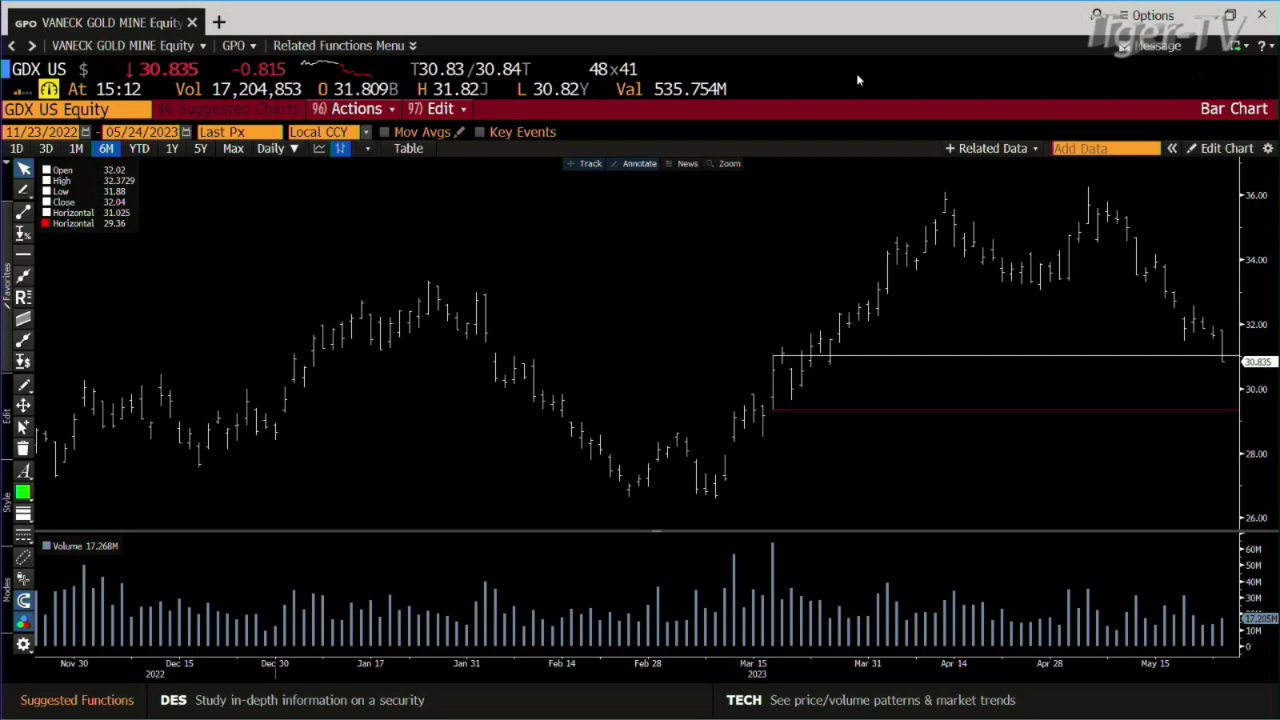 GPO VANECK GOLD MINE Equity × +
Options
Tiger-TV
< > VANECK GOLD MINE Equity GPO Related Functions Menu Message ?
GDX US $ ↓30.835 -0.815 T30.83/30.84T 48x41
At 15:12 Vol 17,204,853 O 31.809B H 31.82J L 30.82Y Val 535.754M
GDX US Equity 94) Suggested Charts 96) Actions 97) Edit Bar Chart
11/23/2022 - 05/24/2023 Last Px Local CCY Mov Avgs Key Events
1D 3D 1M 6M YTD 1Y 5Y Max Daily ▼ Table + Related Data Add Data « Edit Chart
Track Annotate News Zoom
Open 32.02
High 32.3729
Low 31.88
Close 32.04
Horizontal 31.025
Horizontal 29.36
Favorites
Edit
Style
Modes
36.00
34.00
32.00
30.835
30.00
28.00
26.00
Volume 17.268M
60M
50M
40M
30M
17.205M
10M
0
Nov 30 Dec 15 Dec 30 Jan 17 Jan 31 Feb 14 Feb 28 Mar 15 Mar 31 Apr 14 Apr 28 May 15
2022 2023
Suggested Functions DES Study in-depth information on a security TECH See price/volume patterns & market trends